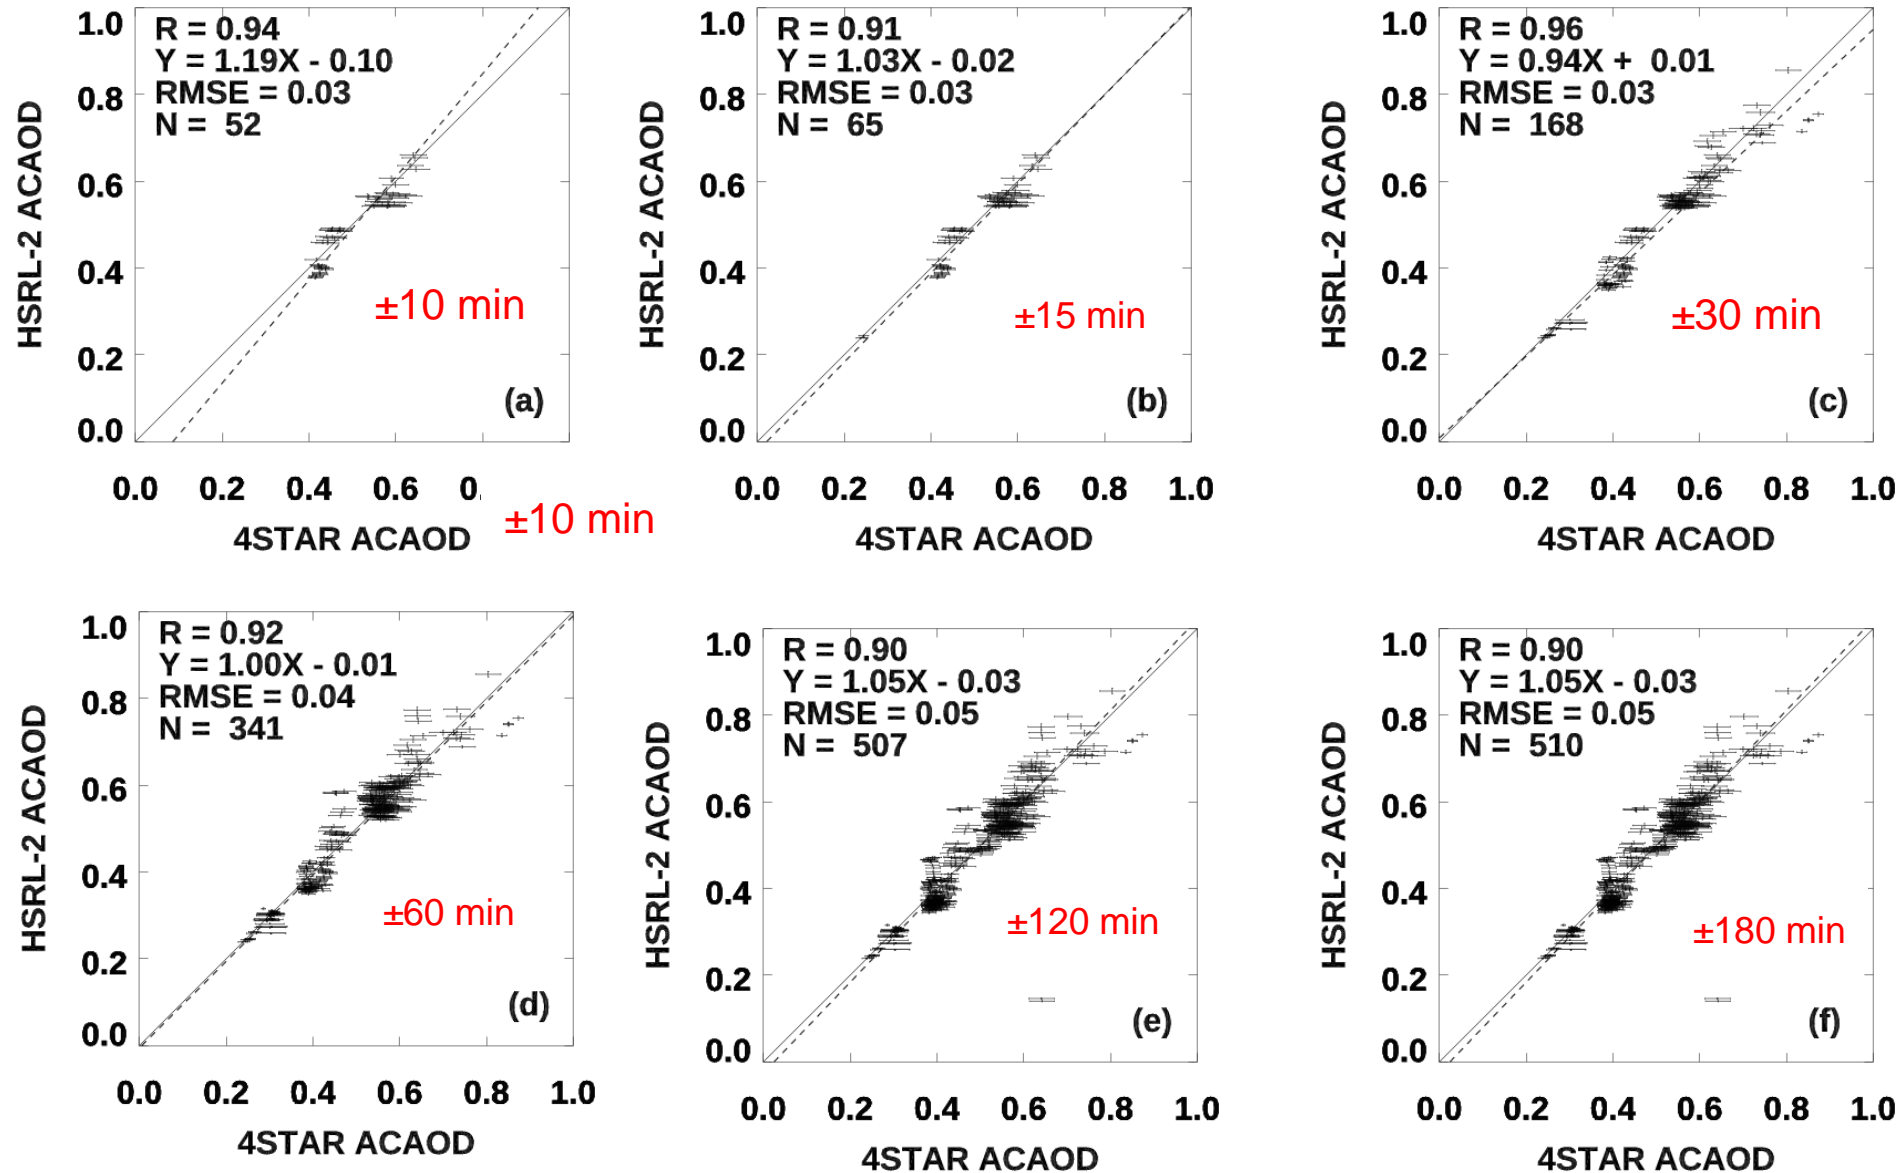 1.0
R = 0.94
Y = 1.19X - 0.10
RMSE = 0.03
N = 52
0.8
0.6
0.4
0.2
0.0
HSRL-2 ACAOD
±10 min
(a)
0.0 0.2 0.4 0.6 0.
4STAR ACAOD
±10 min
1.0
R = 0.91
Y = 1.03X - 0.02
RMSE = 0.03
N = 65
0.8
0.6
0.4
0.2
0.0
HSRL-2 ACAOD
±15 min
(b)
0.0 0.2 0.4 0.6 0.8 1.0
4STAR ACAOD
1.0
R = 0.96
Y = 0.94X + 0.01
RMSE = 0.03
N = 168
0.8
0.6
0.4
0.2
0.0
HSRL-2 ACAOD
±30 min
(c)
0.0 0.2 0.4 0.6 0.8 1.0
4STAR ACAOD
1.0
R = 0.92
Y = 1.00X - 0.01
RMSE = 0.04
N = 341
0.8
0.6
0.4
0.2
0.0
HSRL-2 ACAOD
±60 min
(d)
0.0 0.2 0.4 0.6 0.8 1.0
4STAR ACAOD
1.0
R = 0.90
Y = 1.05X - 0.03
RMSE = 0.05
N = 507
0.8
0.6
0.4
0.2
0.0
HSRL-2 ACAOD
±120 min
(e)
0.0 0.2 0.4 0.6 0.8 1.0
4STAR ACAOD
1.0
R = 0.90
Y = 1.05X - 0.03
RMSE = 0.05
N = 510
0.8
0.6
0.4
0.2
0.0
HSRL-2 ACAOD
±180 min
(f)
0.0 0.2 0.4 0.6 0.8 1.0
4STAR ACAOD